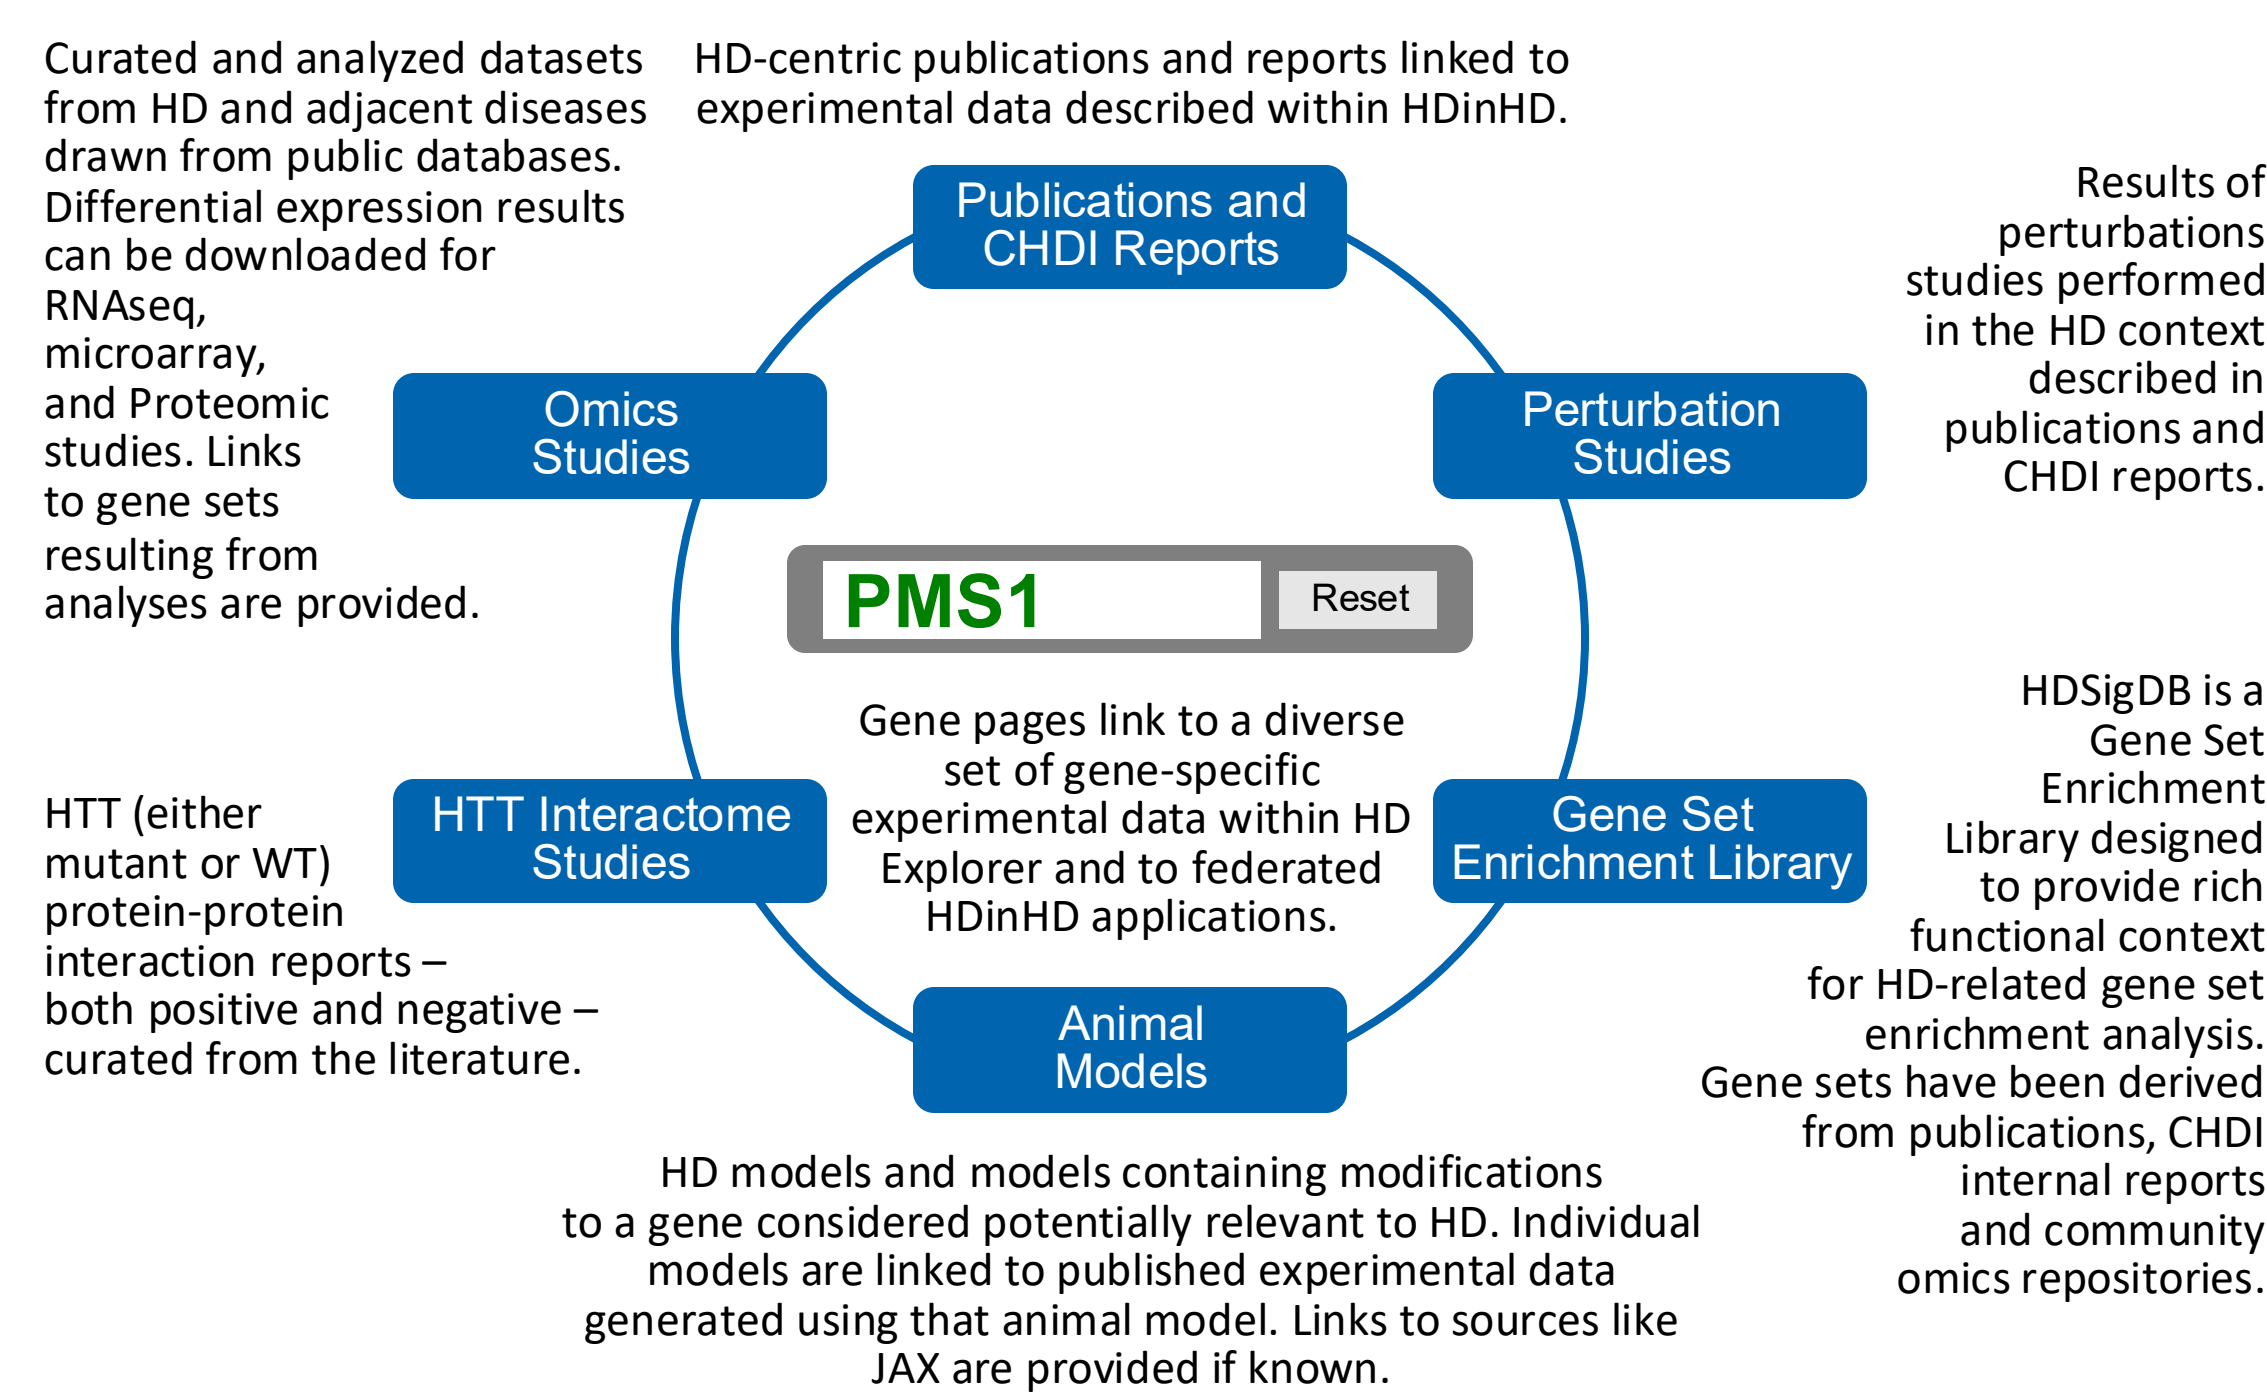 Curated and analyzed datasets
from HD and adjacent diseases
drawn from public databases.
Differential expression results
can be downloaded for
RNAseq,
microarray,
and Proteomic
studies. Links
to gene sets
resulting from
analyses are provided.
HD-centric publications and reports linked to
experimental data described within HDinHD.
Publications and
CHDI Reports
Results of
perturbations
studies performed
in the HD context
described in
publications and
CHDI reports.
Omics
Studies
Perturbation
Studies
PMS1
Reset
Gene pages link to a diverse
set of gene-specific
experimental data within HD
Explorer and to federated
HDinHD applications.
HTT (either
mutant or WT)
protein-protein
interaction reports –
both positive and negative –
curated from the literature.
HTT Interactome
Studies
Gene Set
Enrichment Library
HDSigDB is a
Gene Set
Enrichment
Library designed
to provide rich
functional context
for HD-related gene set
enrichment analysis.
Gene sets have been derived
from publications, CHDI
internal reports
and community
omics repositories.
Animal
Models
HD models and models containing modifications
to a gene considered potentially relevant to HD. Individual
models are linked to published experimental data
generated using that animal model. Links to sources like
JAX are provided if known.